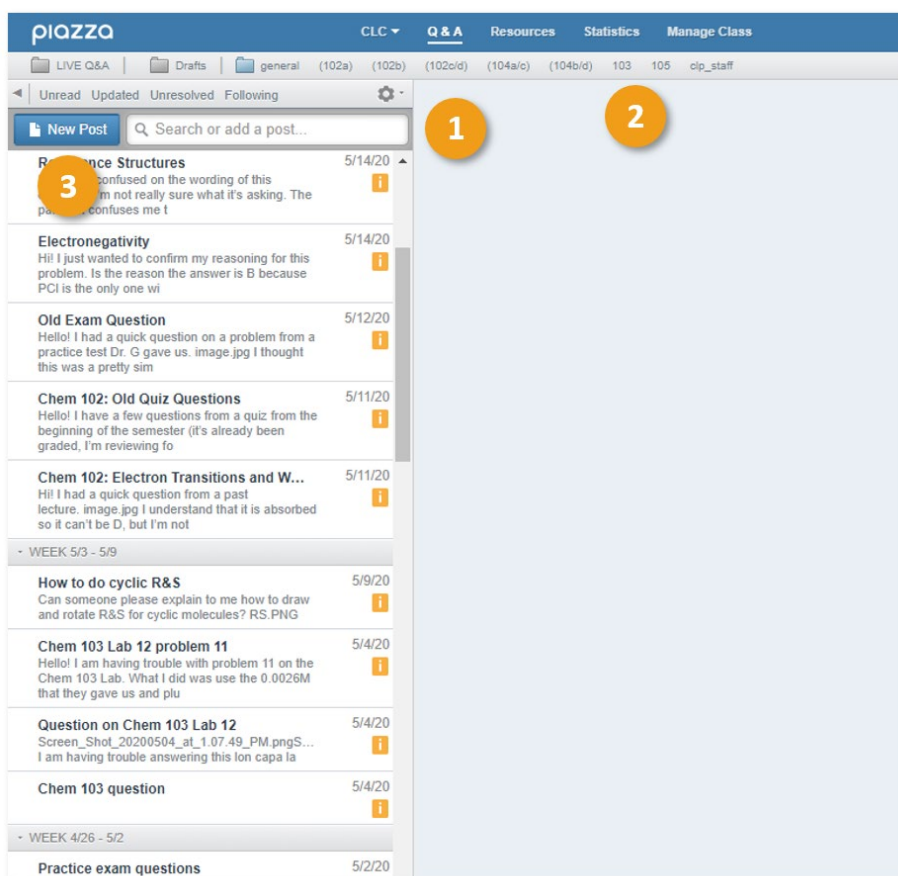 piazza CLC Q & A Resources Statistics Manage Class
LIVE Q&A Drafts general (102a) (102b) (102c/d) (104a/c) (104b/d) 103 105 clp_staff
Unread Updated Unresolved Following
New Post Search or add a post...
1
2
3
Structures 5/14/20
confused on the wording of this
not really sure what it's asking. The
confuses me t
Electronegativity 5/14/20
Hi! I just wanted to confirm my reasoning for this
problem. Is the reason the answer is B because
PCl is the only one wi
Old Exam Question 5/12/20
Hello! I had a quick question on a problem from a
practice test Dr. G gave us. image.jpg I thought
this was a pretty sim
Chem 102: Old Quiz Questions 5/11/20
Hello! I have a few questions from a quiz from the
beginning of the semester (it's already been
graded, I'm reviewing fo
Chem 102: Electron Transitions and W... 5/11/20
Hi! I had a quick question from a past
lecture. image.jpg I understand that it is absorbed
so it can't be D, but I'm not
WEEK 5/3 - 5/9
How to do cyclic R&S 5/9/20
Can someone please explain to me how to draw
and rotate R&S for cyclic molecules? RS.PNG
Chem 103 Lab 12 problem 11 5/4/20
Hello! I am having trouble with problem 11 on the
Chem 103 Lab. What I did was use the 0.0026M
that they gave us and plu
Question on Chem 103 Lab 12 5/4/20
Screen_Shot_20200504_at_1.07.49_PM.pngS...
I am having trouble answering this lon capa la
Chem 103 question 5/4/20
WEEK 4/26 - 5/2
Practice exam questions 5/2/20